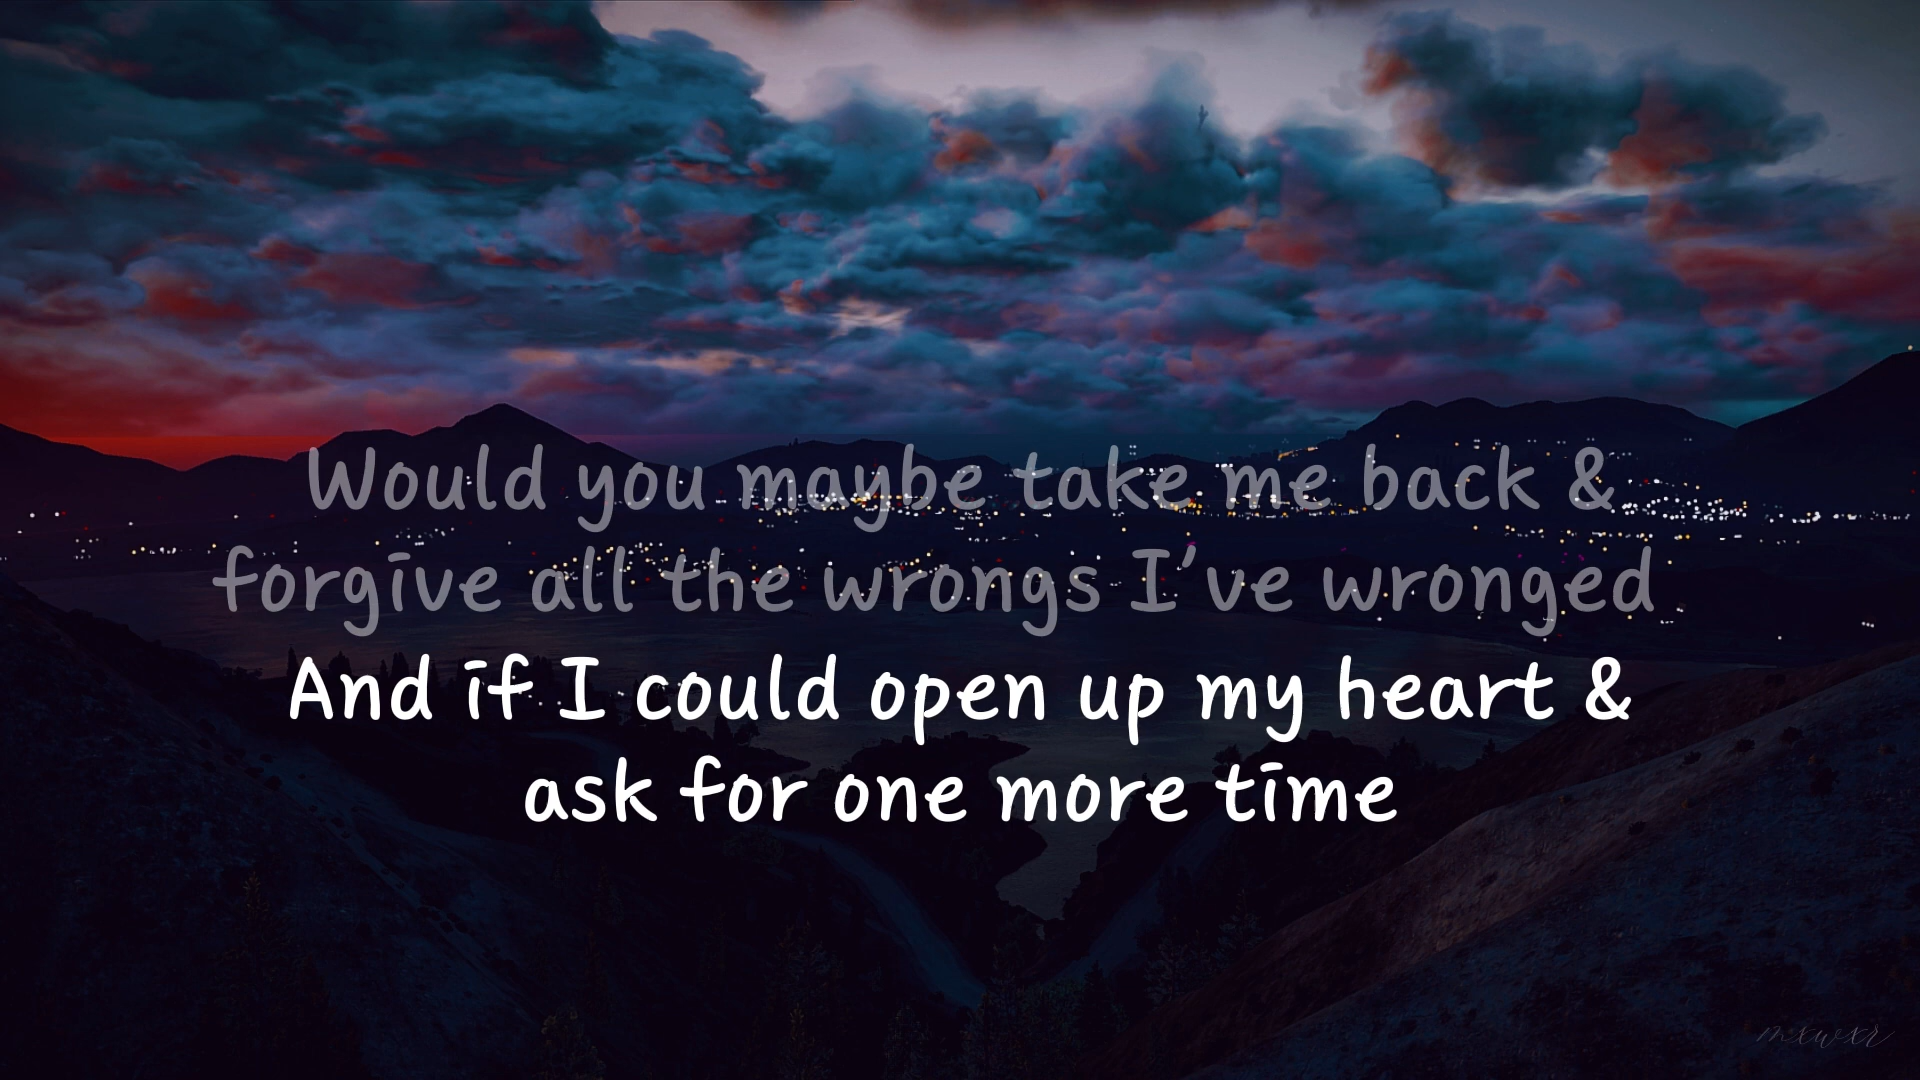 Would you maybe take me back &
forgive all the wrongs I’ve wronged
And if I could open up my heart &
ask for one more time
mxwxr